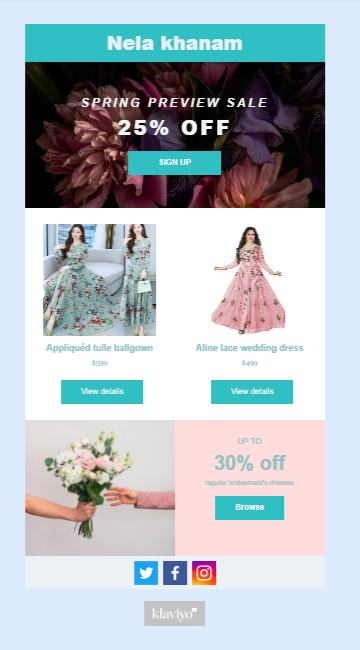 Nela khanam
SPRING PREVIEW SALE
25% OFF
SIGN UP
Appliquéd tulle ballgown
$599
Aline lace wedding dress
$499
View details
View details
UP TO
30% off
regular bridesmaid's dresses
Browse
klaviyo